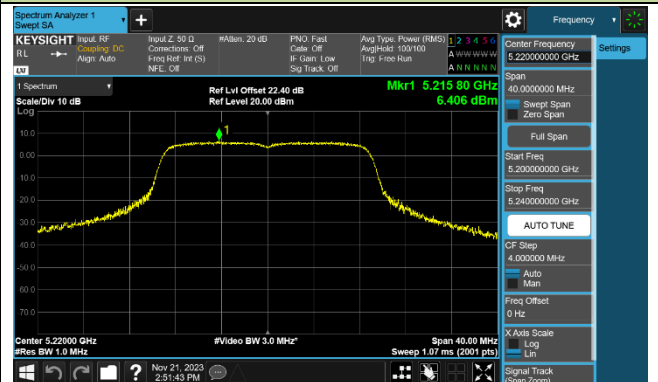 Spectrum Analyzer 1
Swept SA
+
Frequency
KEYSIGHT
RL
LXI
Input: RF
Coupling: DC
Align: Auto
Input Z: 50 Ω
Corrections: Off
Freq Ref: Int (S)
NFE: Off
#Atten: 20 dB
PNO: Fast
Gate: Off
IF Gain: Low
Sig Track: Off
Avg Type: Power (RMS)
Avg|Hold: 100/100
Trig: Free Run
1 2 3 4 5 6
A W W W W W
A N N N N N
1 Spectrum
Scale/Div 10 dB
Log
Ref Lvl Offset 22.40 dB
Ref Level 20.00 dBm
Mkr1 5.215 80 GHz
6.406 dBm
1
10.0
0.00
-10.0
-20.0
-30.0
-40.0
-50.0
-60.0
-70.0
Center 5.22000 GHz
#Res BW 1.0 MHz
#Video BW 3.0 MHz*
Span 40.00 MHz
Sweep 1.07 ms (2001 pts)
?
Nov 21, 2023
2:51:43 PM
Center Frequency
5.220000000 GHz
Span
40.0000000 MHz
Swept Span
Zero Span
Full Span
Start Freq
5.200000000 GHz
Stop Freq
5.240000000 GHz
AUTO TUNE
CF Step
4.000000 MHz
Auto
Man
Freq Offset
0 Hz
X Axis Scale
Log
Lin
Signal Track
(Span Zoom)
Settings